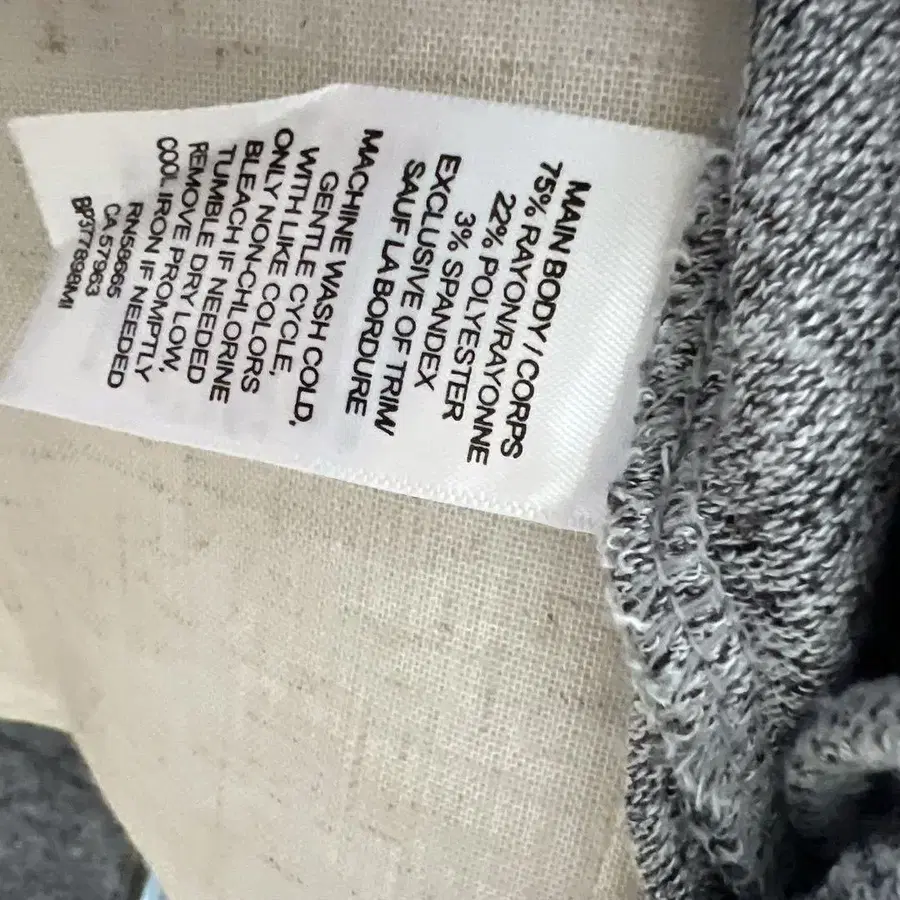 MAIN BODY / CORPS
75% RAYON/RAYONNE
22% POLYESTER
3% SPANDEX
EXCLUSIVE OF TRIM/
SAUF LA BORDURE
MACHINE WASH COLD,
GENTLE CYCLE,
WITH LIKE COLORS
ONLY NON-CHLORINE
BLEACH IF NEEDED
TUMBLE DRY LOW,
REMOVE PROMPTLY
COOL IRON IF NEEDED
RN56665
CA 57963